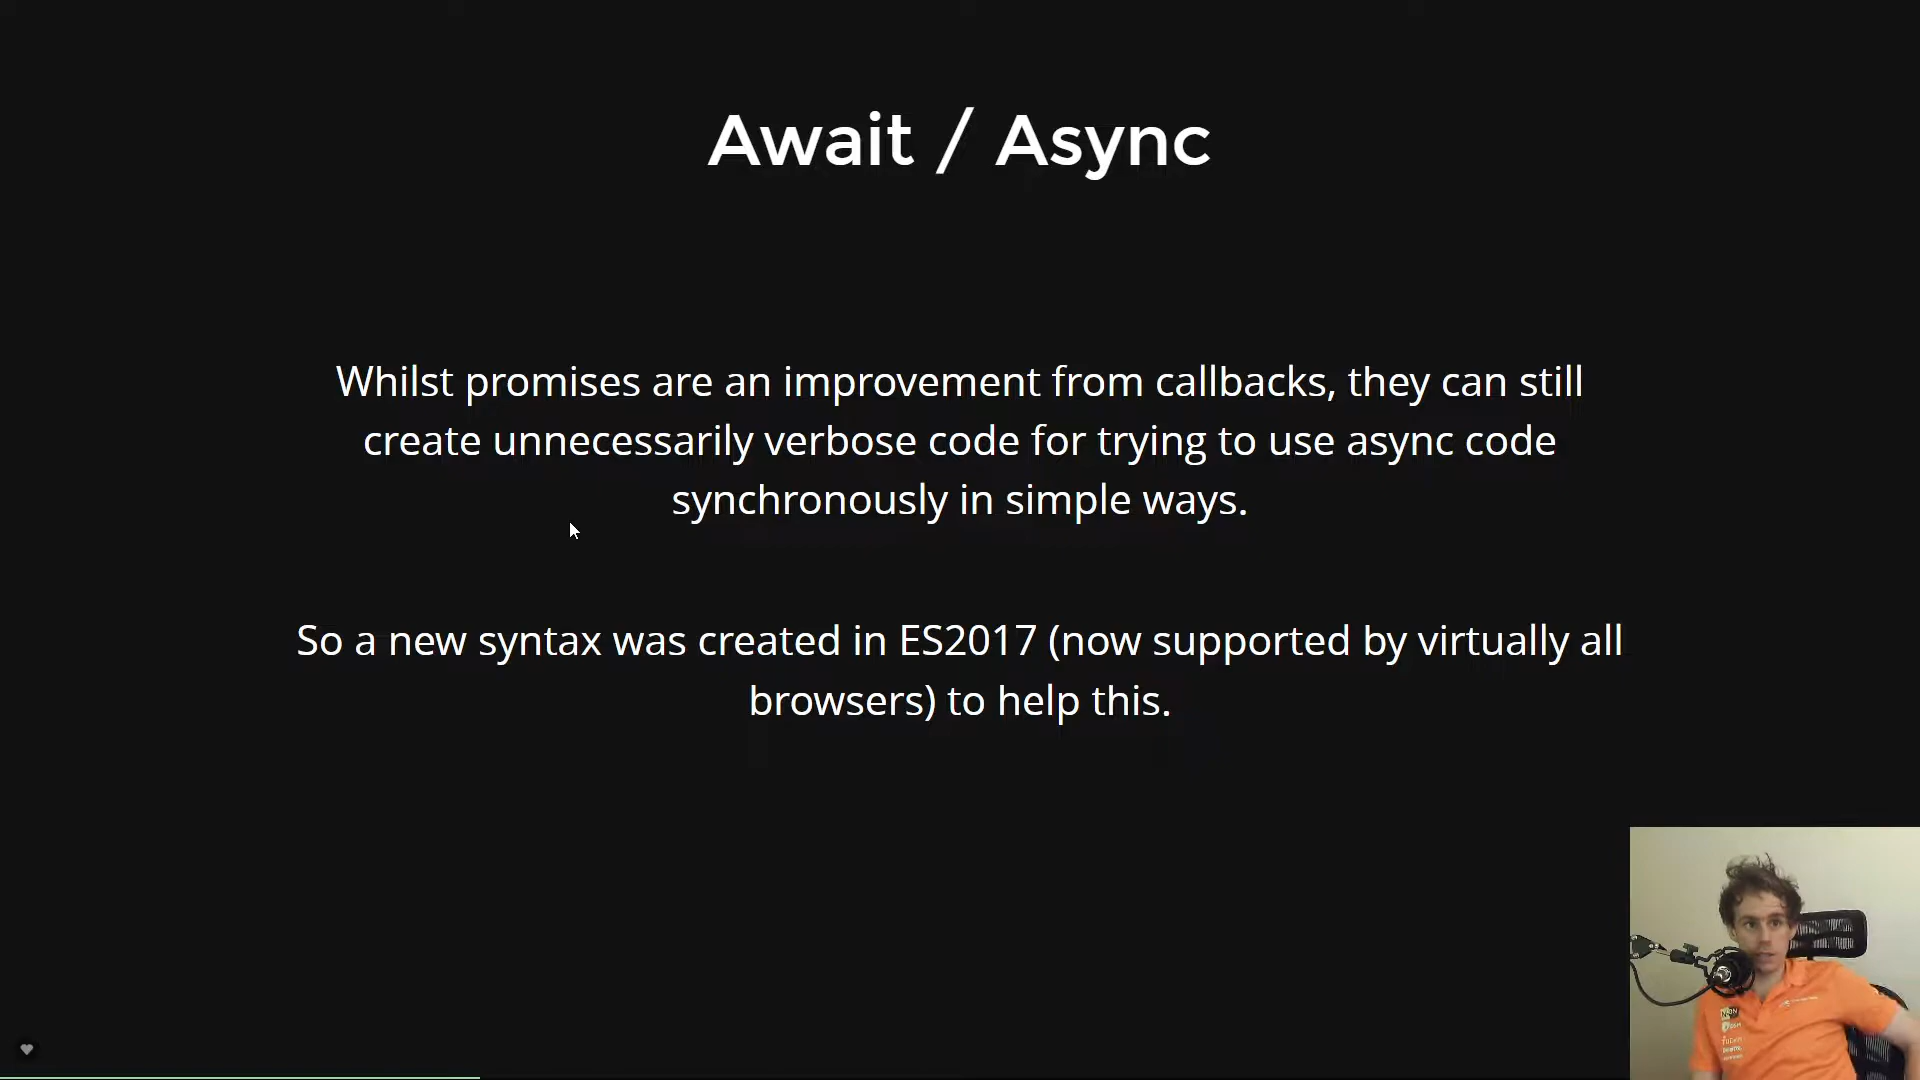 Await / Async
Whilst promises are an improvement from callbacks, they can still
create unnecessarily verbose code for trying to use async code
synchronously in simple ways.
So a new syntax was created in ES2017 (now supported by virtually all
browsers) to help this.